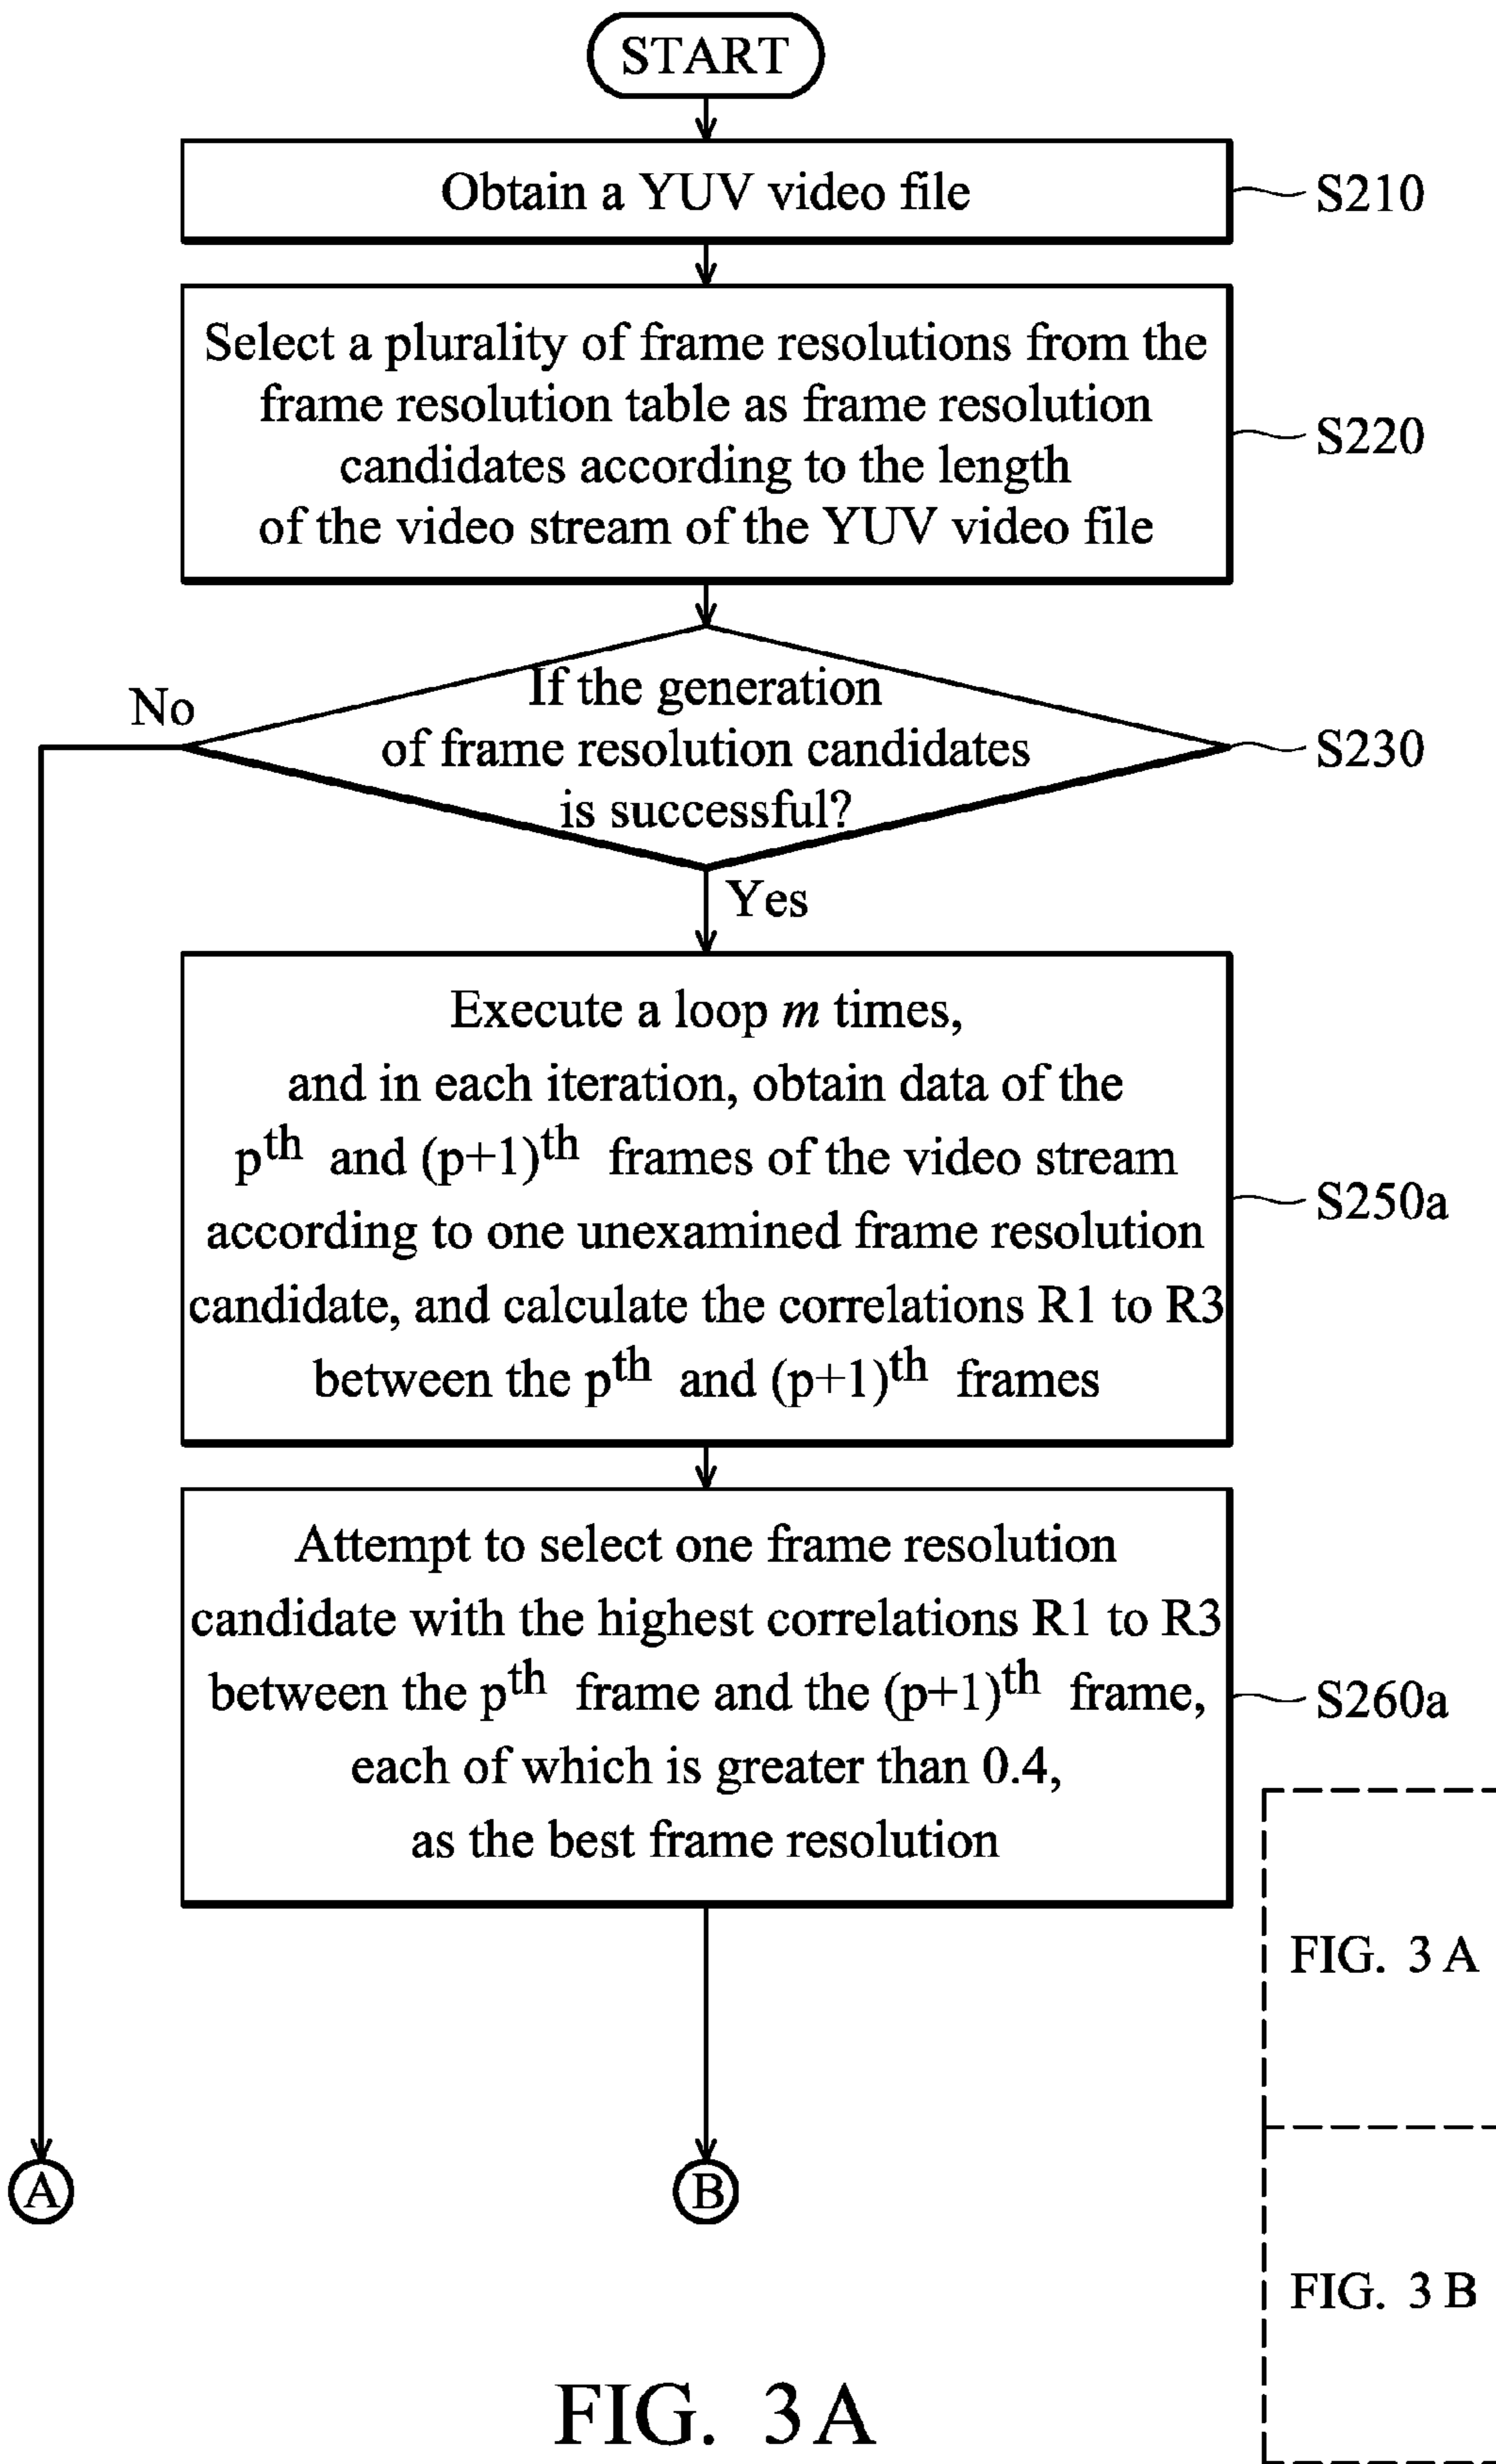 START
Obtain a YUV video file
S210
Select a plurality of frame resolutions from the
frame resolution table as frame resolution
candidates according to the length
of the video stream of the YUV video file
S220
If the generation
of frame resolution candidates
is successful?
No
S230
Yes
Execute a loop m times,
and in each iteration, obtain data of the
pth and (p+1)th frames of the video stream
according to one unexamined frame resolution
candidate, and calculate the correlations R1 to R3
between the pth and (p+1)th frames
S250a
Attempt to select one frame resolution
candidate with the highest correlations R1 to R3
between the pth frame and the (p+1)th frame,
each of which is greater than 0.4,
as the best frame resolution
S260a
A
B
FIG. 3A
FIG. 3B
FIG. 3A